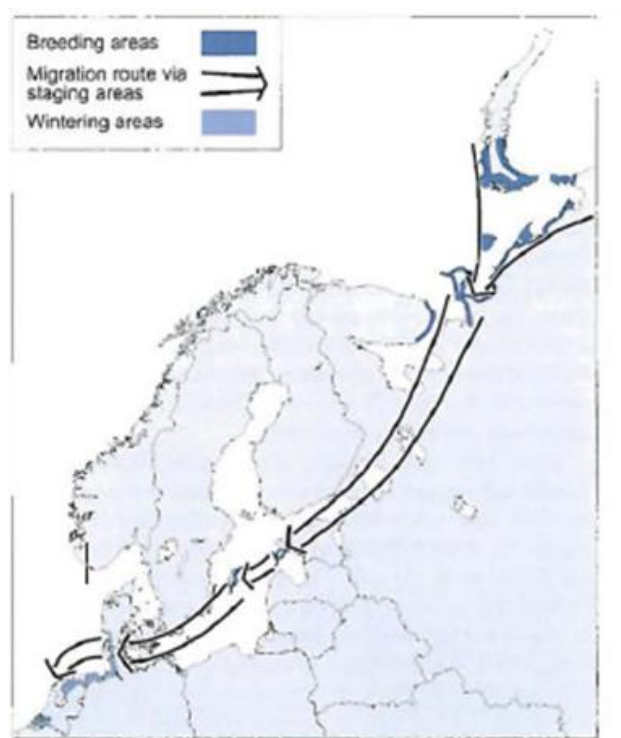 Breeding areas
Migration route via
staging areas
Wintering areas